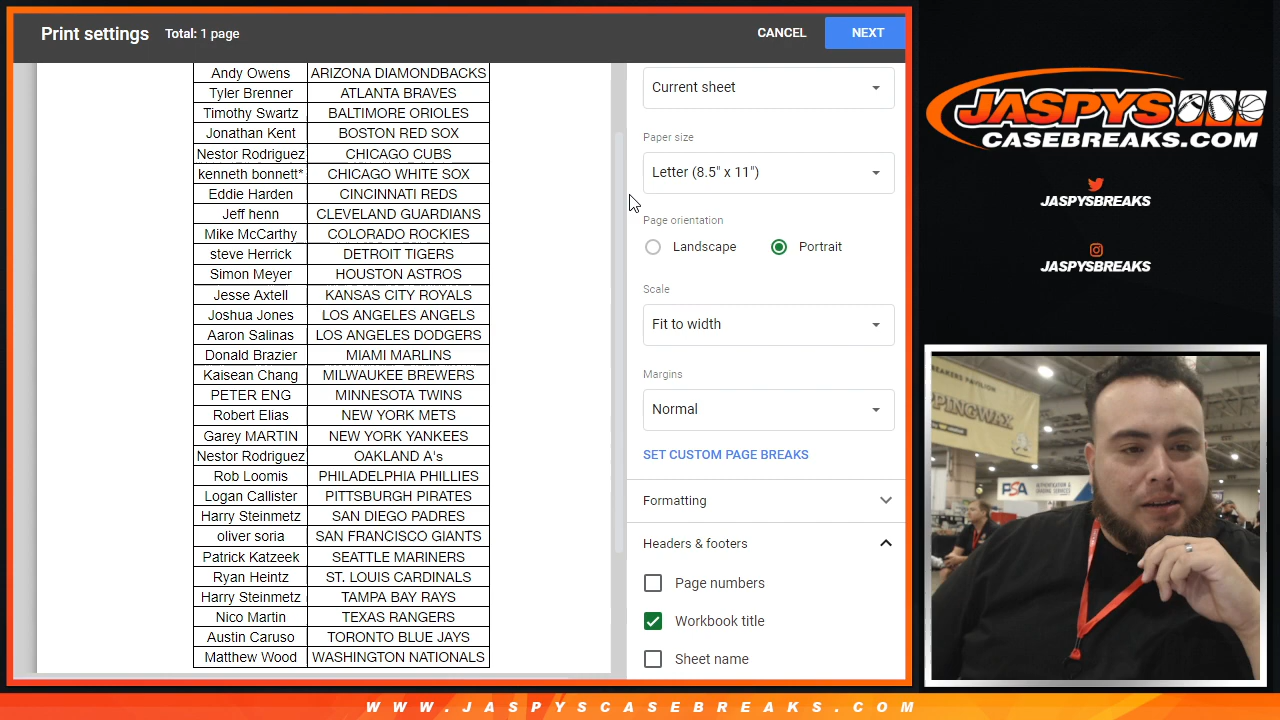 Print settings Total: 1 page CANCEL NEXT
Andy Owens ARIZONA DIAMONDBACKS
Tyler Brenner ATLANTA BRAVES
Timothy Swartz BALTIMORE ORIOLES
Jonathan Kent BOSTON RED SOX
Nestor Rodriguez CHICAGO CUBS
kenneth bonnett* CHICAGO WHITE SOX
Eddie Harden CINCINNATI REDS
Jeff henn CLEVELAND GUARDIANS
Mike McCarthy COLORADO ROCKIES
steve Herrick DETROIT TIGERS
Simon Meyer HOUSTON ASTROS
Jesse Axtell KANSAS CITY ROYALS
Joshua Jones LOS ANGELES ANGELS
Aaron Salinas LOS ANGELES DODGERS
Donald Brazier MIAMI MARLINS
Kaisean Chang MILWAUKEE BREWERS
PETER ENG MINNESOTA TWINS
Robert Elias NEW YORK METS
Garey MARTIN NEW YORK YANKEES
Nestor Rodriguez OAKLAND A's
Rob Loomis PHILADELPHIA PHILLIES
Logan Callister PITTSBURGH PIRATES
Harry Steinmetz SAN DIEGO PADRES
oliver soria SAN FRANCISCO GIANTS
Patrick Katzeek SEATTLE MARINERS
Ryan Heintz ST. LOUIS CARDINALS
Harry Steinmetz TAMPA BAY RAYS
Nico Martin TEXAS RANGERS
Austin Caruso TORONTO BLUE JAYS
Matthew Wood WASHINGTON NATIONALS
Current sheet
Paper size
Letter (8.5" x 11")
Page orientation
Landscape Portrait
Scale
Fit to width
Margins
Normal
SET CUSTOM PAGE BREAKS
Formatting
Headers & footers
Page numbers
Workbook title
Sheet name
JASPYS
CASEBREAKS.COM
JASPYSBREAKS
JASPYSBREAKS
PSA
WWW.JASPYSCASEBREAKS.COM